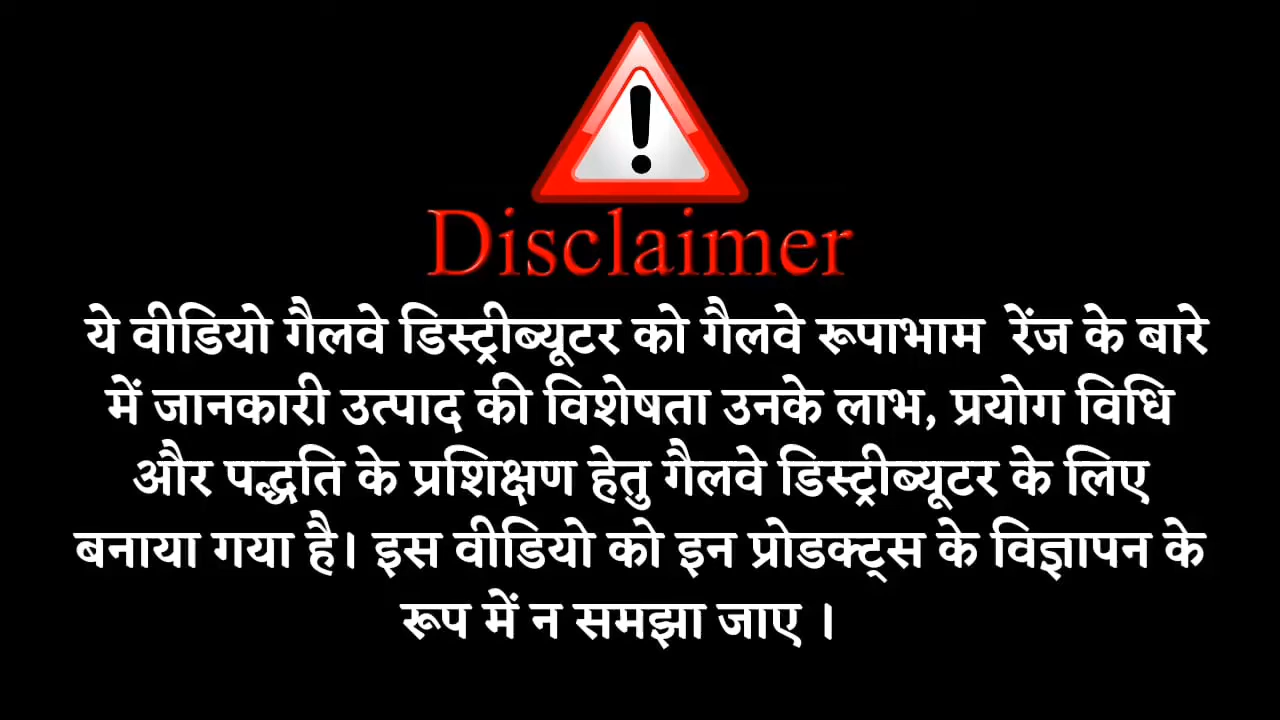 Disclaimer
ये वीडियो गैलवे डिस्ट्रीब्यूटर को गैलवे रूपाभाम रेंज के बारे
में जानकारी उत्पाद की विशेषता उनके लाभ, प्रयोग विधि
और पद्धति के प्रशिक्षण हेतु गैलवे डिस्ट्रीब्यूटर के लिए
बनाया गया है। इस वीडियो को इन प्रोडक्ट्स के विज्ञापन के
रूप में न समझा जाए ।